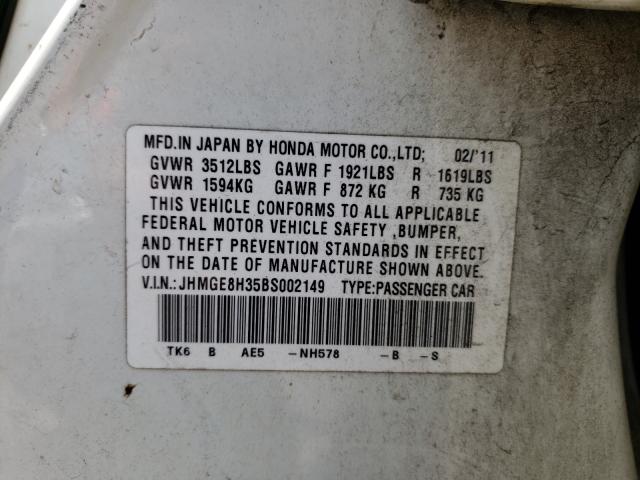 MFD.IN JAPAN BY HONDA MOTOR CO.,LTD; 02/'11
GVWR 3512LBS GAWR F 1921LBS R 1619LBS
GVWR 1594KG GAWR F 872 KG R 735 KG
THIS VEHICLE CONFORMS TO ALL APPLICABLE
FEDERAL MOTOR VEHICLE SAFETY ,BUMPER,
AND THEFT PREVENTION STANDARDS IN EFFECT
ON THE DATE OF MANUFACTURE SHOWN ABOVE.
V.I.N.:JHMGE8H35BS002149 TYPE:PASSENGER CAR
TK6 B AE5 -NH578 -B -S